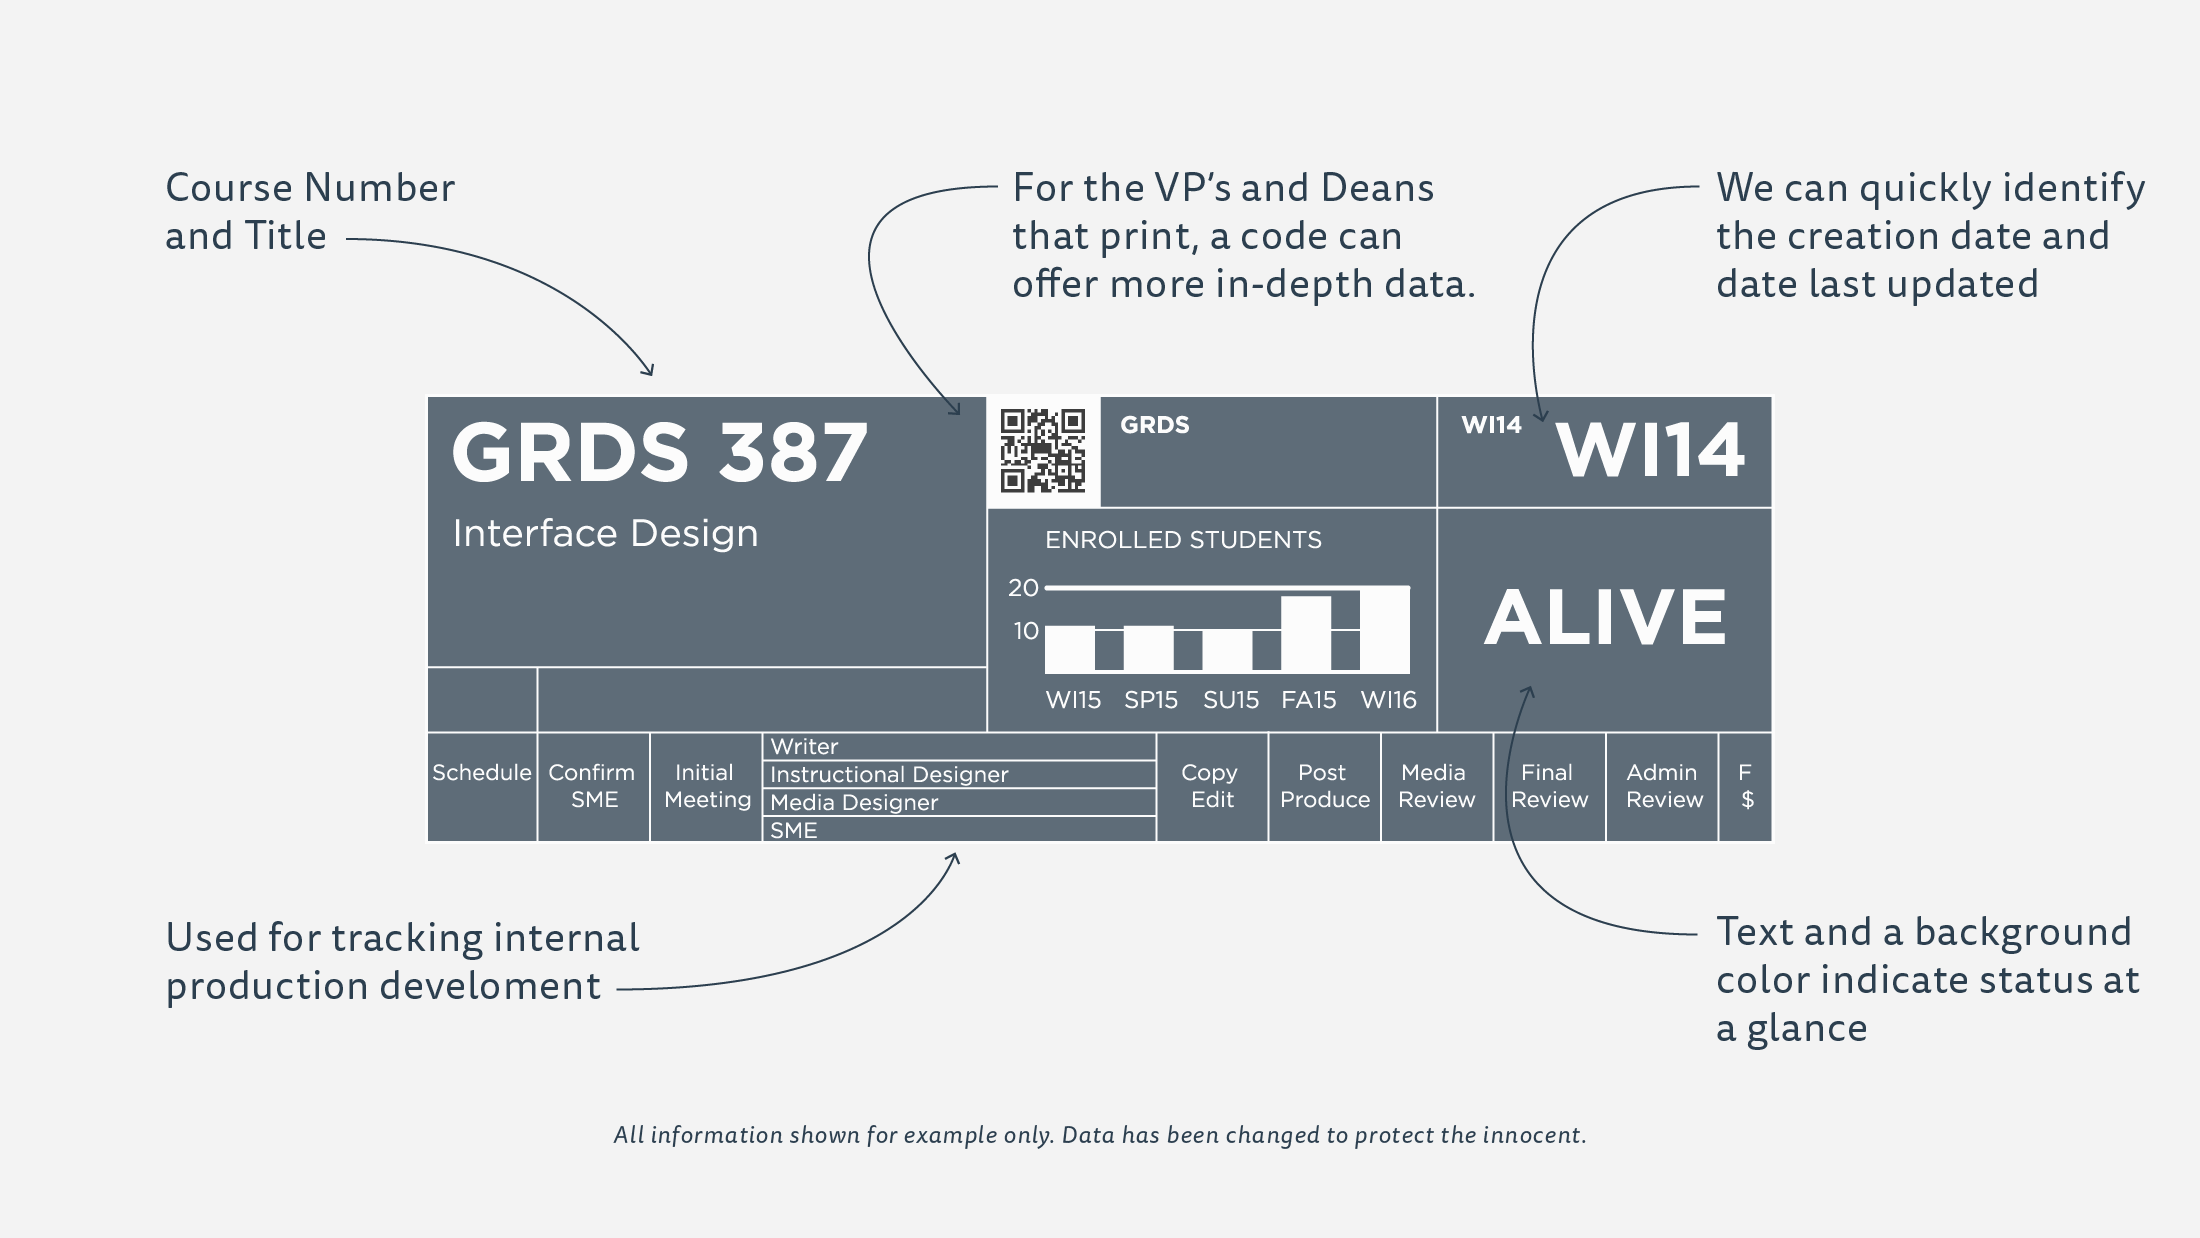 Course Number
and Title
For the VP’s and Deans
that print, a code can
offer more in-depth data.
We can quickly identify
the creation date and
date last updated
GRDS 387
Interface Design
GRDS
WI14
WI14
ENROLLED STUDENTS
20
10
WI15 SP15 SU15 FA15 WI16
ALIVE
Schedule
Confirm
SME
Initial
Meeting
Writer
Instructional Designer
Media Designer
SME
Copy
Edit
Post
Produce
Media
Review
Final
Review
Admin
Review
F
$
Used for tracking internal
production develoment
Text and a background
color indicate status at
a glance
All information shown for example only. Data has been changed to protect the innocent.